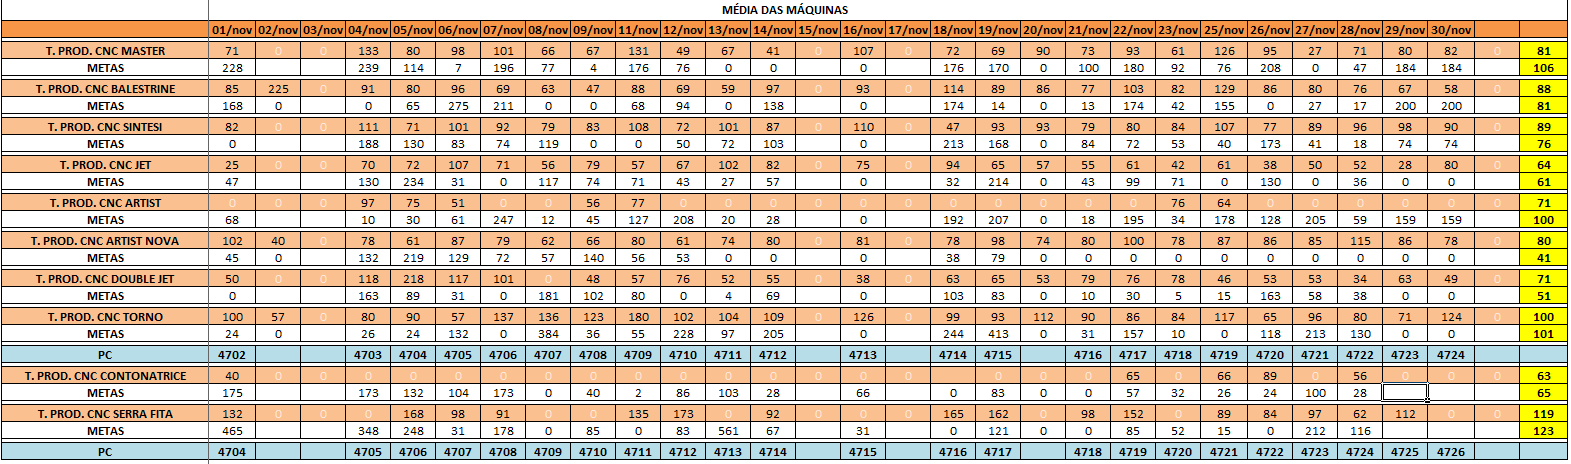 MÉDIA DAS MÁQUINAS
01/nov 02/nov 03/nov 04/nov 05/nov 06/nov 07/nov 08/nov 09/nov 11/nov 12/nov 13/nov 14/nov 15/nov 16/nov 17/nov 18/nov 19/nov 20/nov 21/nov 22/nov 23/nov 25/nov 26/nov 27/nov 28/nov 29/nov 30/nov
T. PROD. CNC MASTER 71 0 0 133 80 98 101 66 67 131 49 67 41 0 107 0 72 69 90 73 93 61 126 95 27 71 80 82 0 81
METAS 228 239 114 7 196 77 4 176 76 0 0 0 176 170 0 100 180 92 76 208 0 47 184 184 106
T. PROD. CNC BALESTRINE 85 225 0 91 80 96 69 63 47 88 69 59 97 0 93 0 114 89 86 77 103 82 129 86 80 76 67 58 0 88
METAS 168 0 0 65 275 211 0 0 68 94 0 138 0 174 14 0 13 174 42 155 0 27 17 200 200 81
T. PROD. CNC SINTESI 82 0 0 111 71 101 92 79 83 108 72 101 87 0 110 0 47 93 93 79 80 84 107 77 89 96 98 90 0 89
METAS 0 188 130 83 74 119 0 0 50 72 103 0 213 168 0 84 72 53 40 173 41 18 74 74 76
T. PROD. CNC JET 25 0 0 70 72 107 71 56 79 57 67 102 82 0 75 0 94 65 57 55 61 42 61 38 50 52 28 80 0 64
METAS 47 130 234 31 0 117 74 71 43 27 57 0 32 214 0 43 99 71 0 130 0 36 0 0 61
T. PROD. CNC ARTIST 0 0 0 97 75 51 0 0 56 77 0 0 0 0 0 0 0 0 0 0 0 76 64 0 0 0 0 0 0 71
METAS 68 10 30 61 247 12 45 127 208 20 28 0 192 207 0 18 195 34 178 128 205 59 159 159 100
T. PROD. CNC ARTIST NOVA 102 40 0 78 61 87 79 62 66 80 61 74 80 0 81 0 78 98 74 80 100 78 87 86 85 115 86 78 0 80
METAS 45 0 132 219 129 72 57 140 56 53 0 0 0 38 79 0 0 0 0 0 0 0 0 0 0 41
T. PROD. CNC DOUBLE JET 50 0 0 118 218 117 101 0 48 57 76 52 55 0 38 0 63 65 53 79 76 78 46 53 53 34 63 49 0 71
METAS 0 163 89 31 0 181 102 80 0 4 69 0 103 83 0 10 30 5 15 163 58 38 0 0 51
T. PROD. CNC TORNO 100 57 0 80 90 57 137 136 123 180 102 104 109 0 126 0 99 93 112 90 86 84 117 65 96 80 71 124 0 100
METAS 24 0 26 24 132 0 384 36 55 228 97 205 0 244 413 0 31 157 10 0 118 213 130 0 0 101
PC 4702 4703 4704 4705 4706 4707 4708 4709 4710 4711 4712 4713 4714 4715 4716 4717 4718 4719 4720 4721 4722 4723 4724
T. PROD. CNC CONTONATRICE 40 0 0 0 0 0 0 0 0 0 0 0 0 0 0 0 0 0 0 65 0 66 89 0 56 0 0 0 63
METAS 175 173 132 104 173 0 40 2 86 103 28 66 0 83 0 0 57 32 26 24 100 28 65
T. PROD. CNC SERRA FITA 132 0 0 0 168 98 91 0 0 135 173 0 92 0 0 0 165 162 0 98 152 0 89 84 97 62 112 0 0 119
METAS 465 348 248 31 178 0 85 0 83 561 67 31 0 121 0 0 85 52 15 0 212 116 123
PC 4704 4705 4706 4707 4708 4709 4710 4711 4712 4713 4714 4715 4716 4717 4718 4719 4720 4721 4722 4723 4724 4725 4726